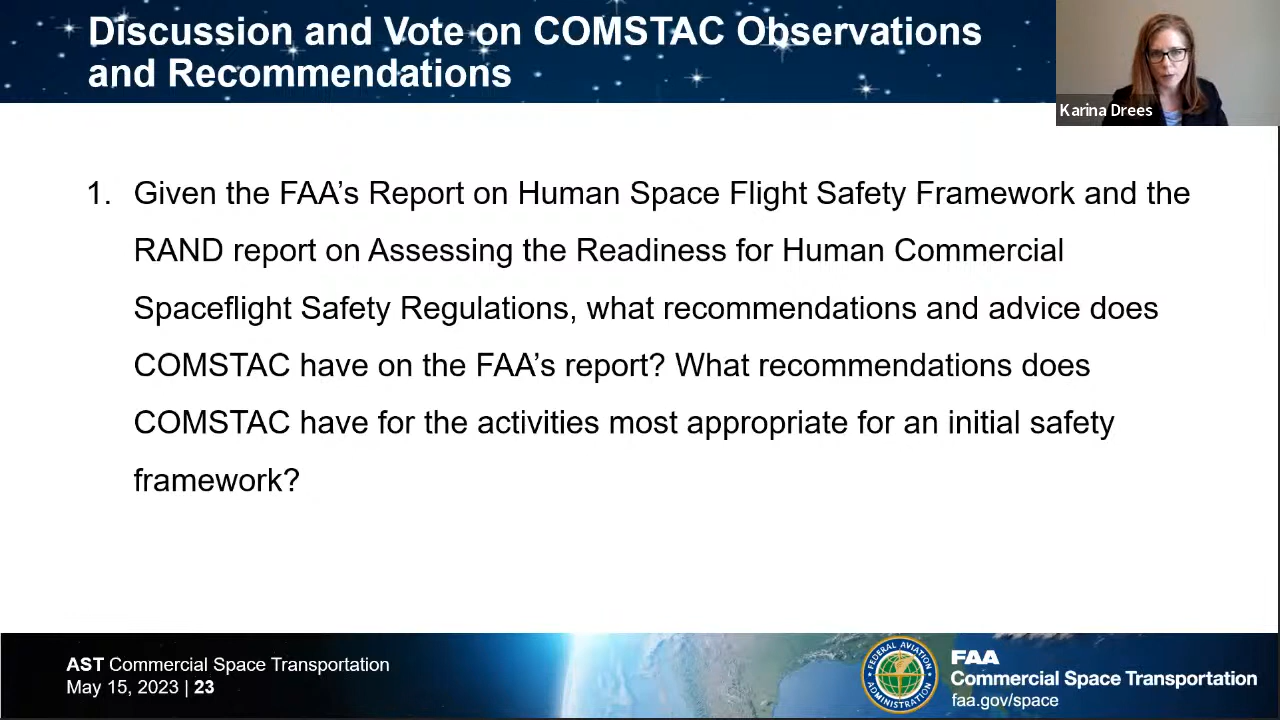 Discussion and Vote on COMSTAC Observations
and Recommendations
Karina Drees
1. Given the FAA’s Report on Human Space Flight Safety Framework and the
RAND report on Assessing the Readiness for Human Commercial
Spaceflight Safety Regulations, what recommendations and advice does
COMSTAC have on the FAA’s report? What recommendations does
COMSTAC have for the activities most appropriate for an initial safety
framework?
AST Commercial Space Transportation
May 15, 2023 | 23
FEDERAL AVIATION
ADMINISTRATION
FAA
Commercial Space Transportation
faa.gov/space